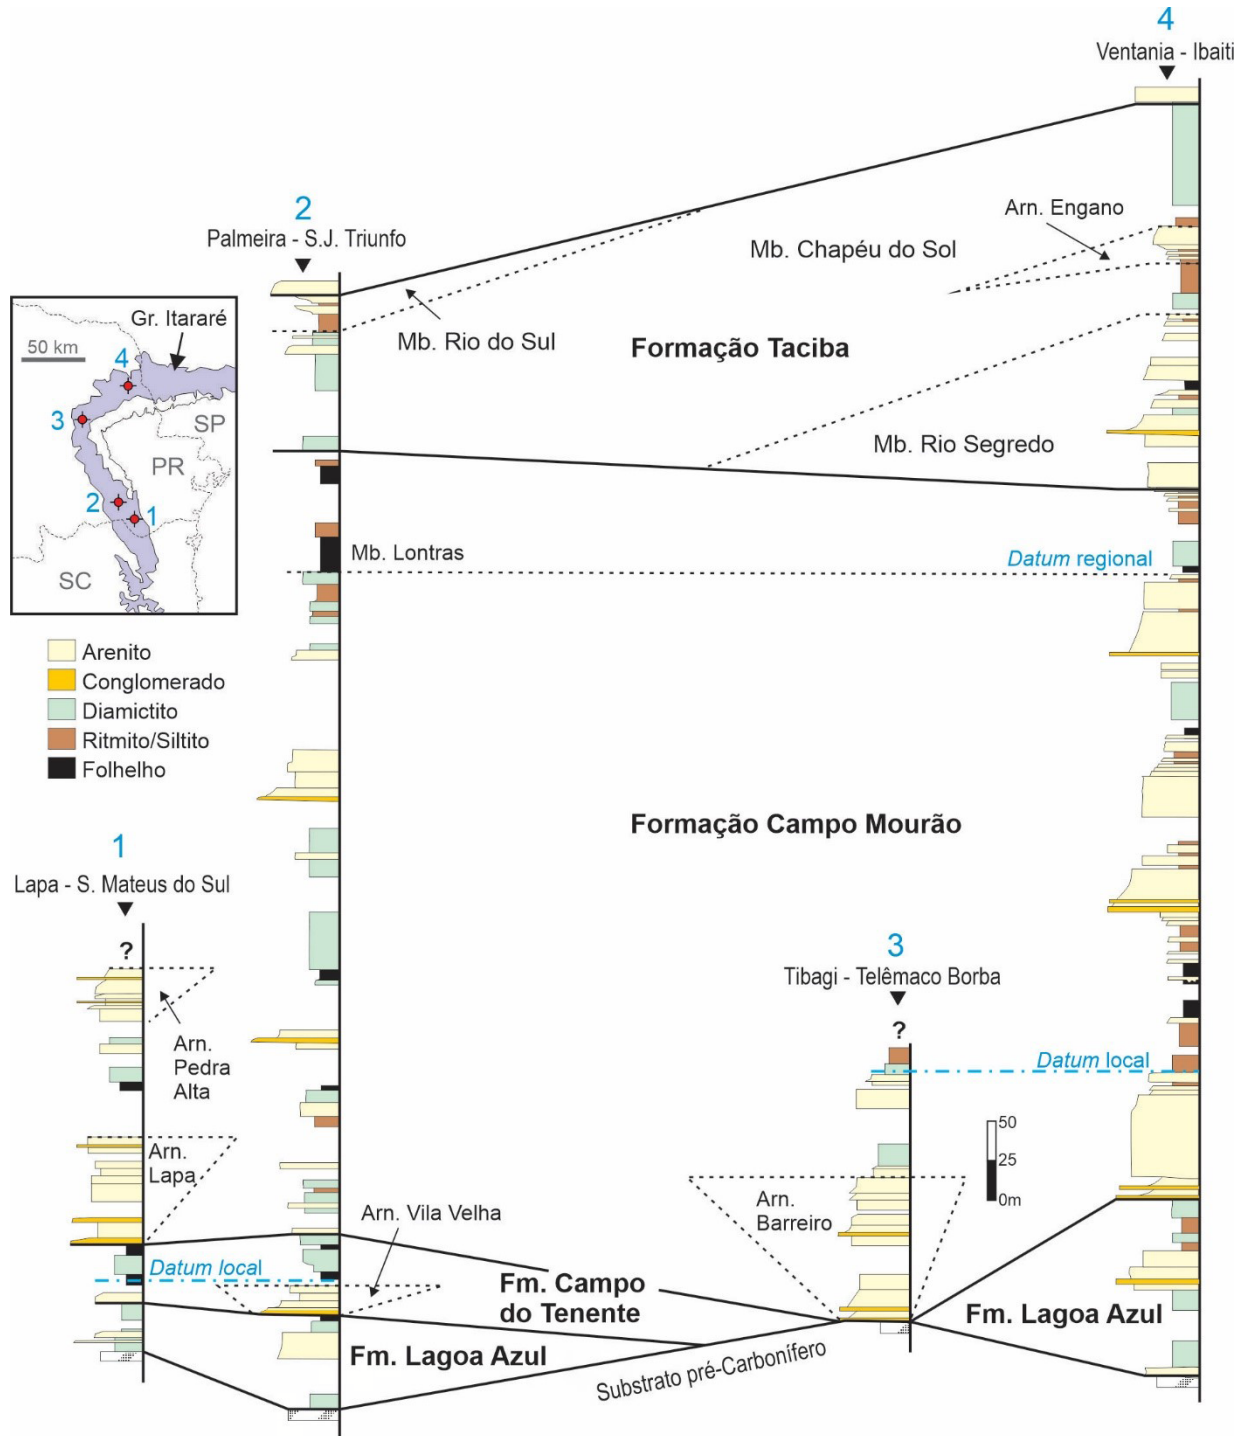 4
Ventania - Ibaiti
2
Palmeira - S.J. Triunfo
Arn. Engano
Mb. Chapéu do Sol
Mb. Rio do Sul
Formação Taciba
Mb. Rio Segredo
Gr. Itararé
50 km
4
3
SP
PR
2
1
SC
Mb. Lontras
Datum regional
Arenito
Conglomerado
Diamictito
Ritmito/Siltito
Folhelho
Formação Campo Mourão
1
Lapa - S. Mateus do Sul
?
3
Tibagi - Telêmaco Borba
?
Arn.
Pedra
Alta
Datum local
50
25
0m
Arn.
Lapa
Arn. Vila Velha
Arn.
Barreiro
Datum local
Fm. Campo
do Tenente
Fm. Lagoa Azul
Fm. Lagoa Azul
Substrato pré-Carbonífero